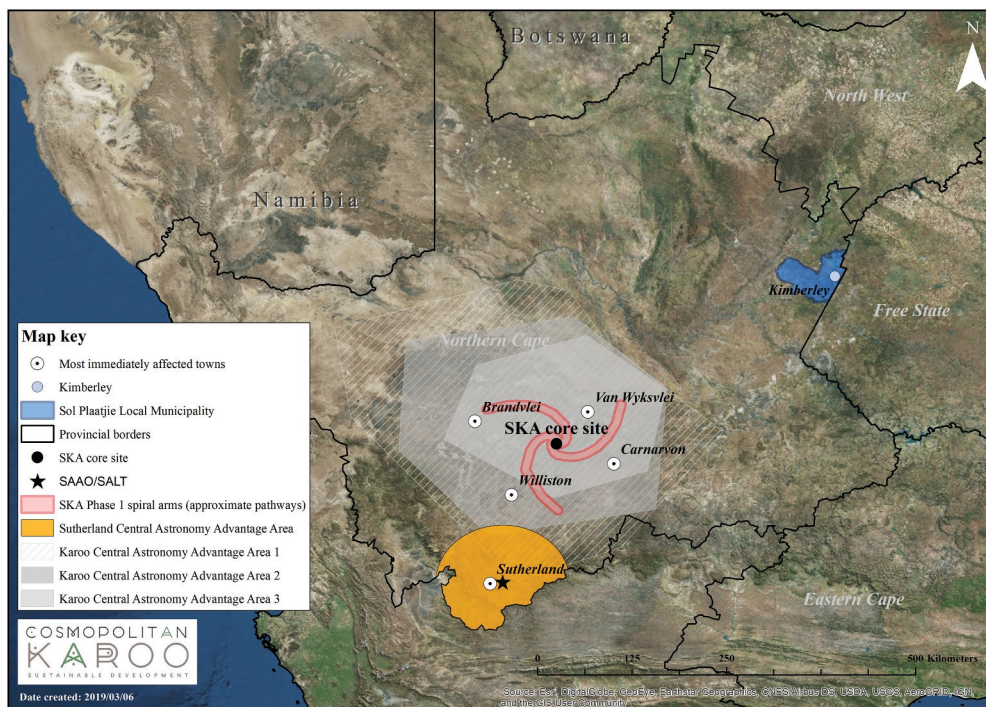 Botswana
N
North West
Namibia
Kimberley
Free State
Northern Cape
Brandvlei
Van Wyksvlei
SKA core site
Carnarvon
Williston
Sutherland
Eastern Cape
Map key
Most immediately affected towns
Kimberley
Sol Plaatjie Local Municipality
Provincial borders
SKA core site
SAAO/SALT
SKA Phase 1 spiral arms (approximate pathways)
Sutherland Central Astronomy Advantage Area
Karoo Central Astronomy Advantage Area 1
Karoo Central Astronomy Advantage Area 2
Karoo Central Astronomy Advantage Area 3
COSMOPOLITAN
KAROO
SUSTAINABLE DEVELOPMENT
Date created: 2019/03/06
0 125 250 500 Kilometers
Source: Esri, DigitalGlobe, GeoEye, Earthstar Geographics, CNES/Airbus DS, USDA, USGS, AeroGRID, IGN,
and the GIS User Community